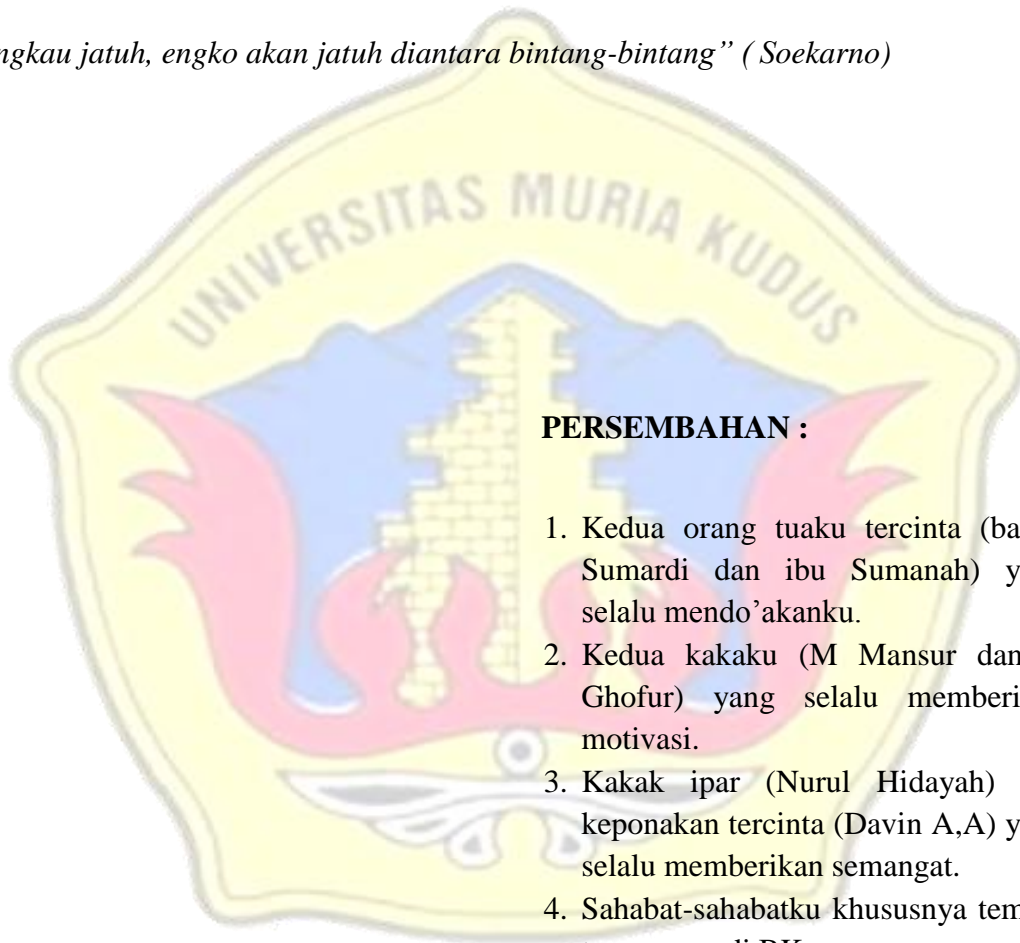 ngkau jatuh, engko akan jatuh diantara bintang-bintang” ( Soekarno)
UNIVERSITAS MURIA KUDUS
PERSEMBAHAN :
1. Kedua orang tuaku tercinta (ba
Sumardi dan ibu Sumanah) y
selalu mendo’akanku.
2. Kedua kakaku (M Mansur dan
Ghofur) yang selalu memberi
motivasi.
3. Kakak ipar (Nurul Hidayah)
keponakan tercinta (Davin A,A) y
selalu memberikan semangat.
4. Sahabat-sahabatku khususnya tem